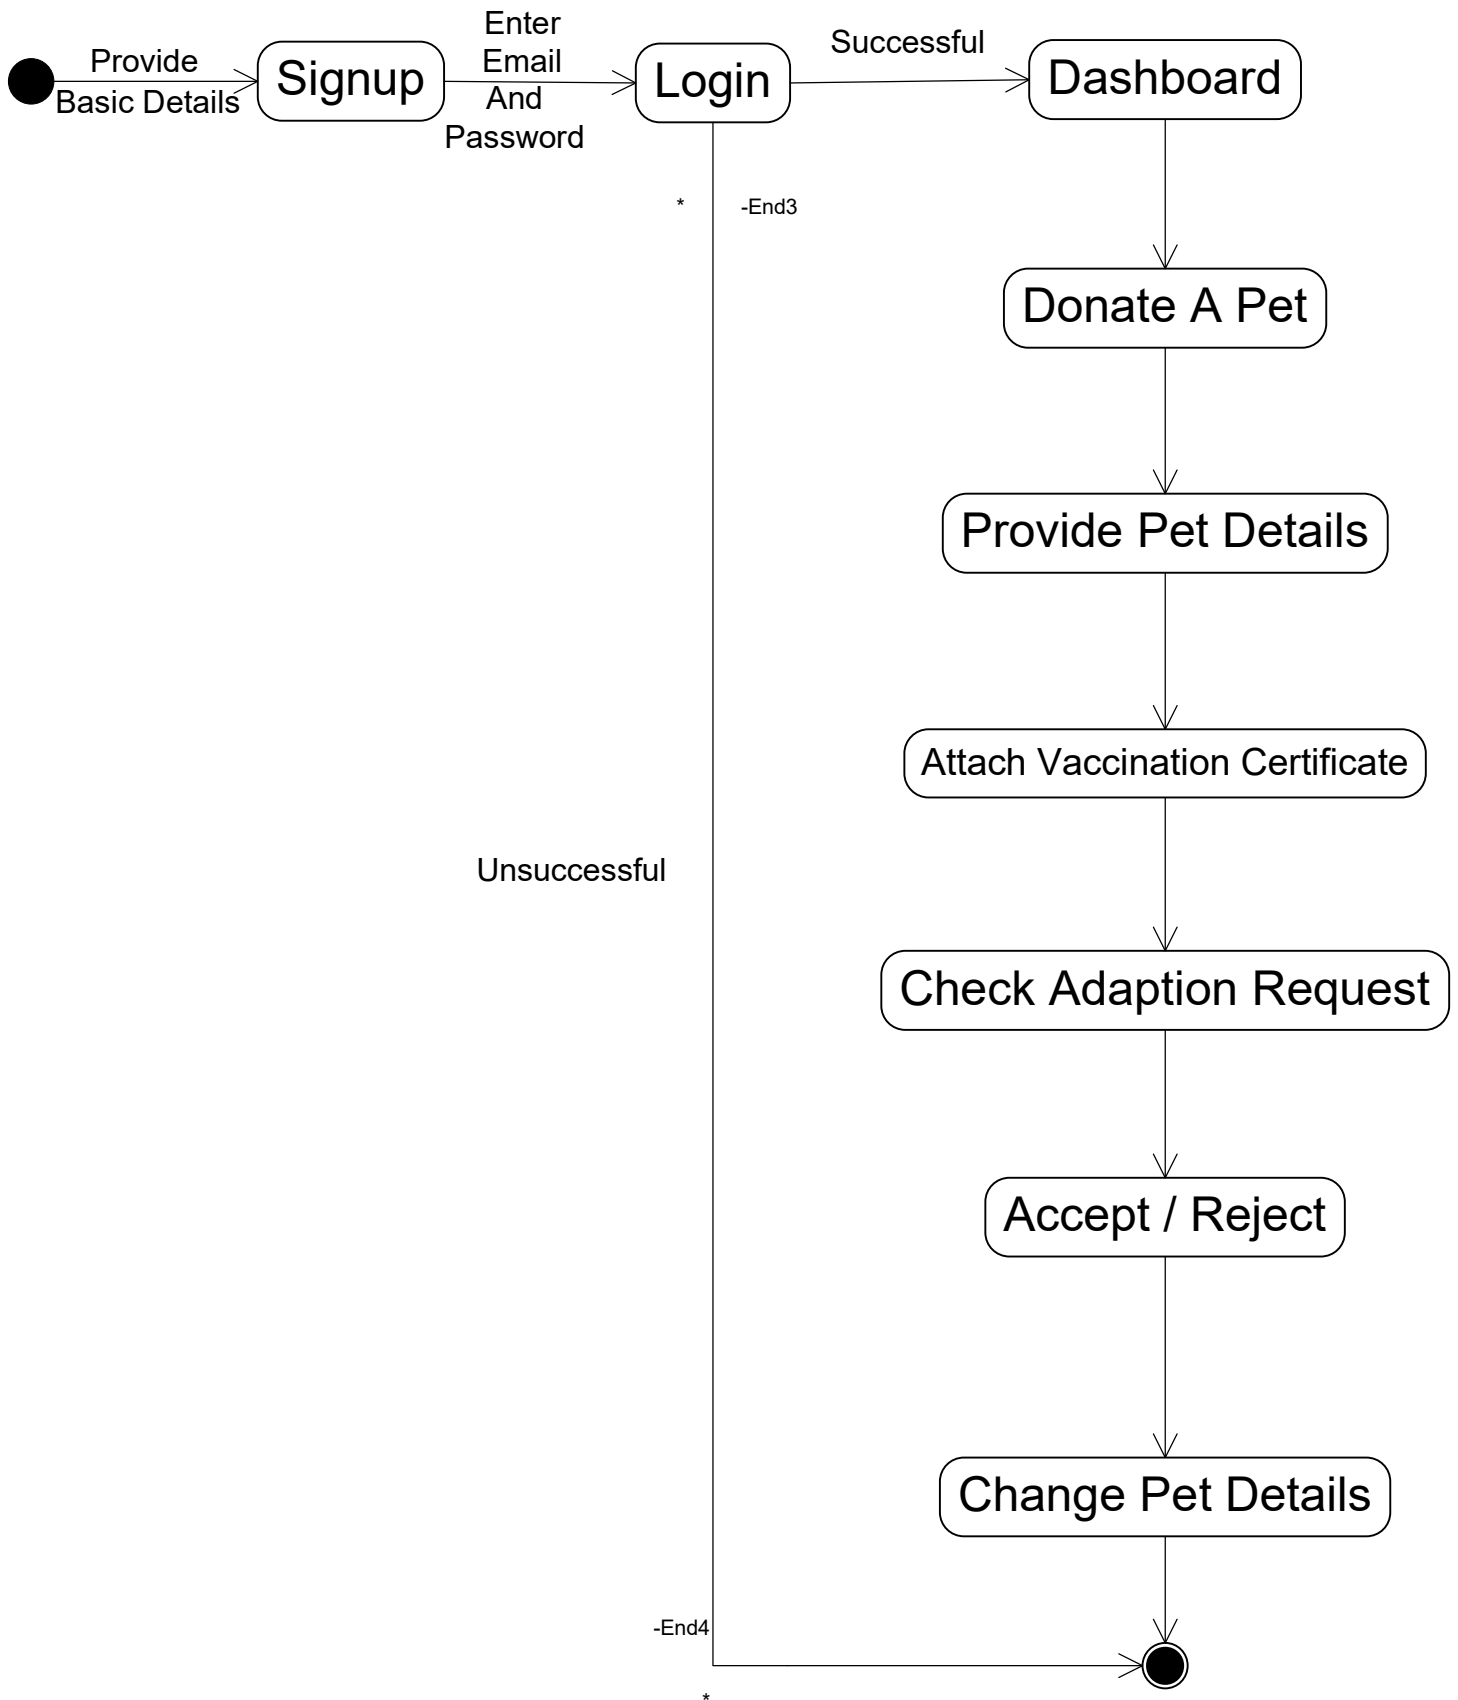 Provide
Basic Details
Signup
Enter
Email
And
Password
Login
Successful
Dashboard
*
-End3
Donate A Pet
Provide Pet Details
Attach Vaccination Certificate
Unsuccessful
Check Adaption Request
Accept / Reject
Change Pet Details
-End4
*